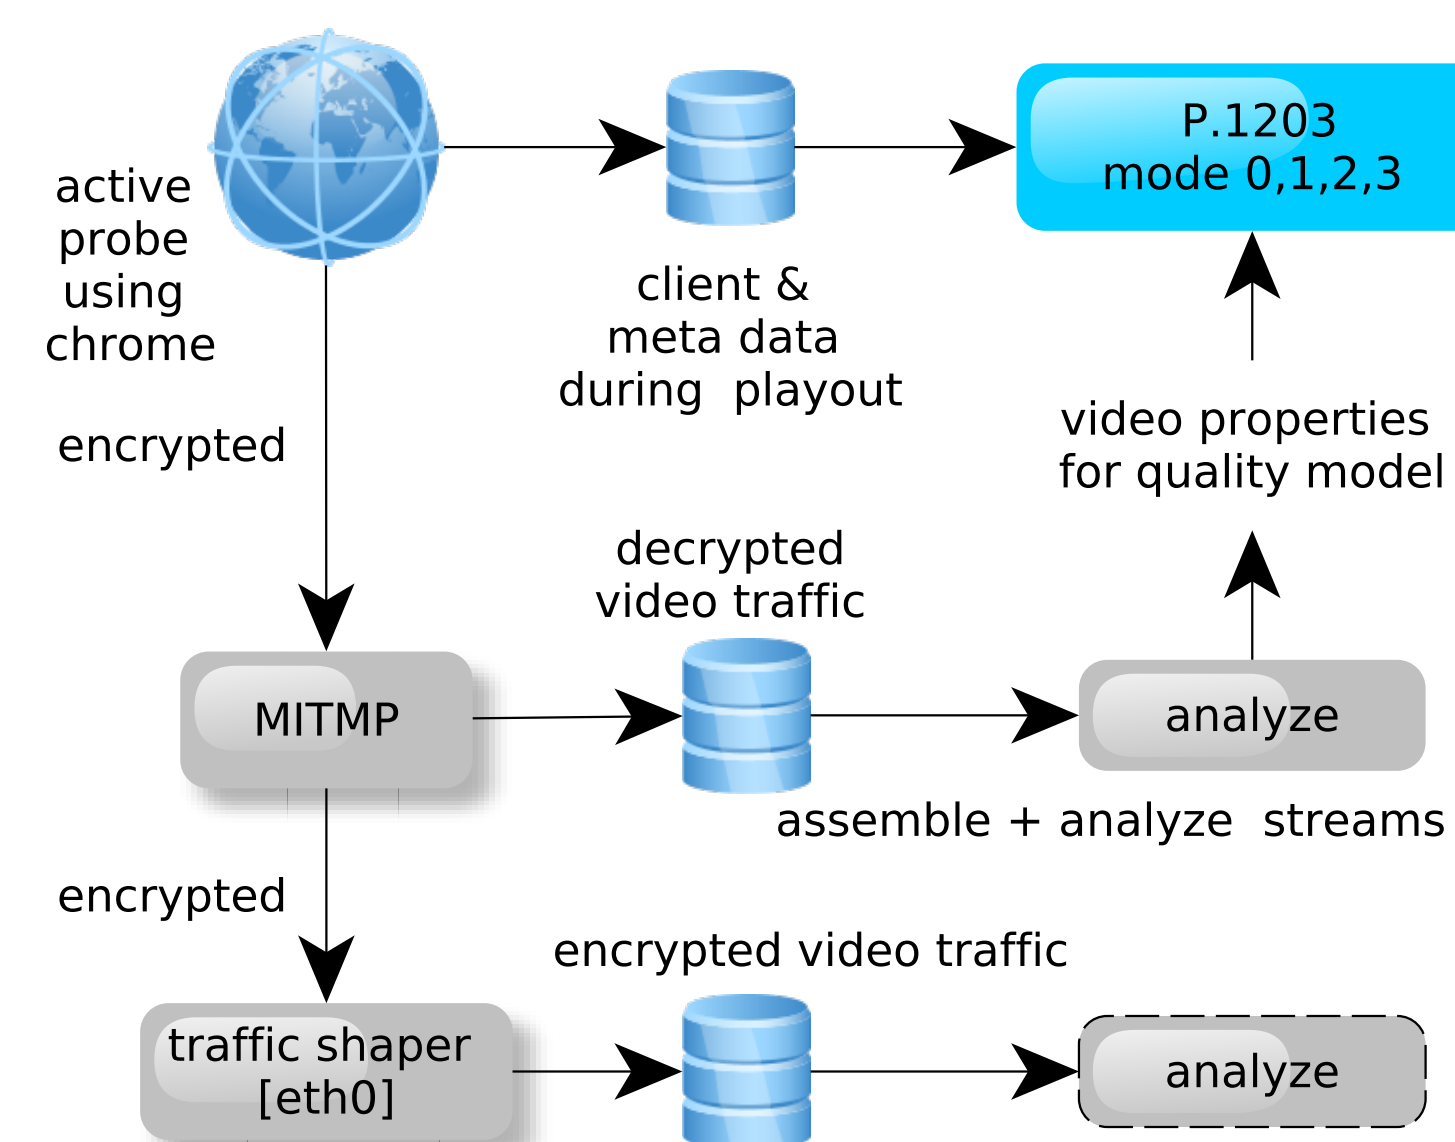 P.1203
mode 0,1,2,3
active
probe
using
chrome
client &
meta data
during  playout
encrypted
video properties
for quality model
decrypted
video traffic
MITMP
analyze
assemble + analyze  streams
encrypted
encrypted video traffic
traffic shaper
[eth0]
analyze